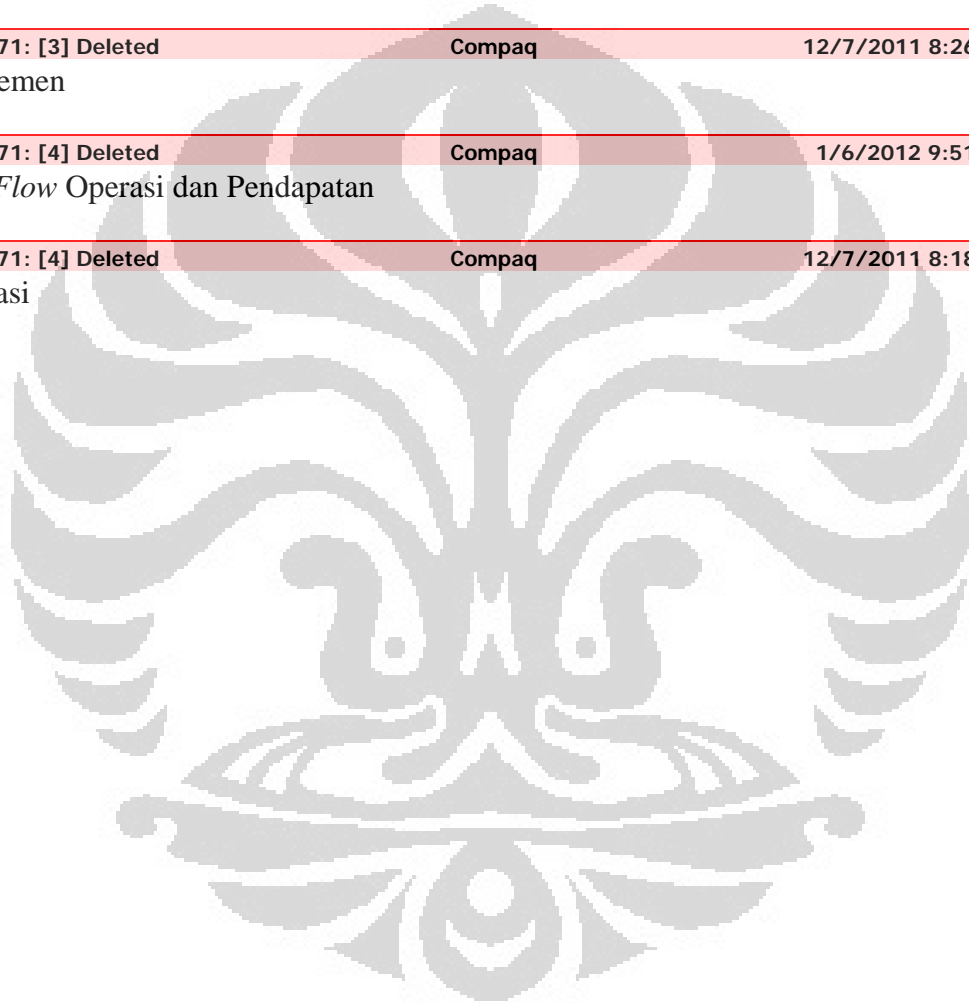 71: [3] Deleted Compaq 12/7/2011 8:26
emen
71: [4] Deleted Compaq 1/6/2012 9:51
Flow Operasi dan Pendapatan
71: [4] Deleted Compaq 12/7/2011 8:18
asi